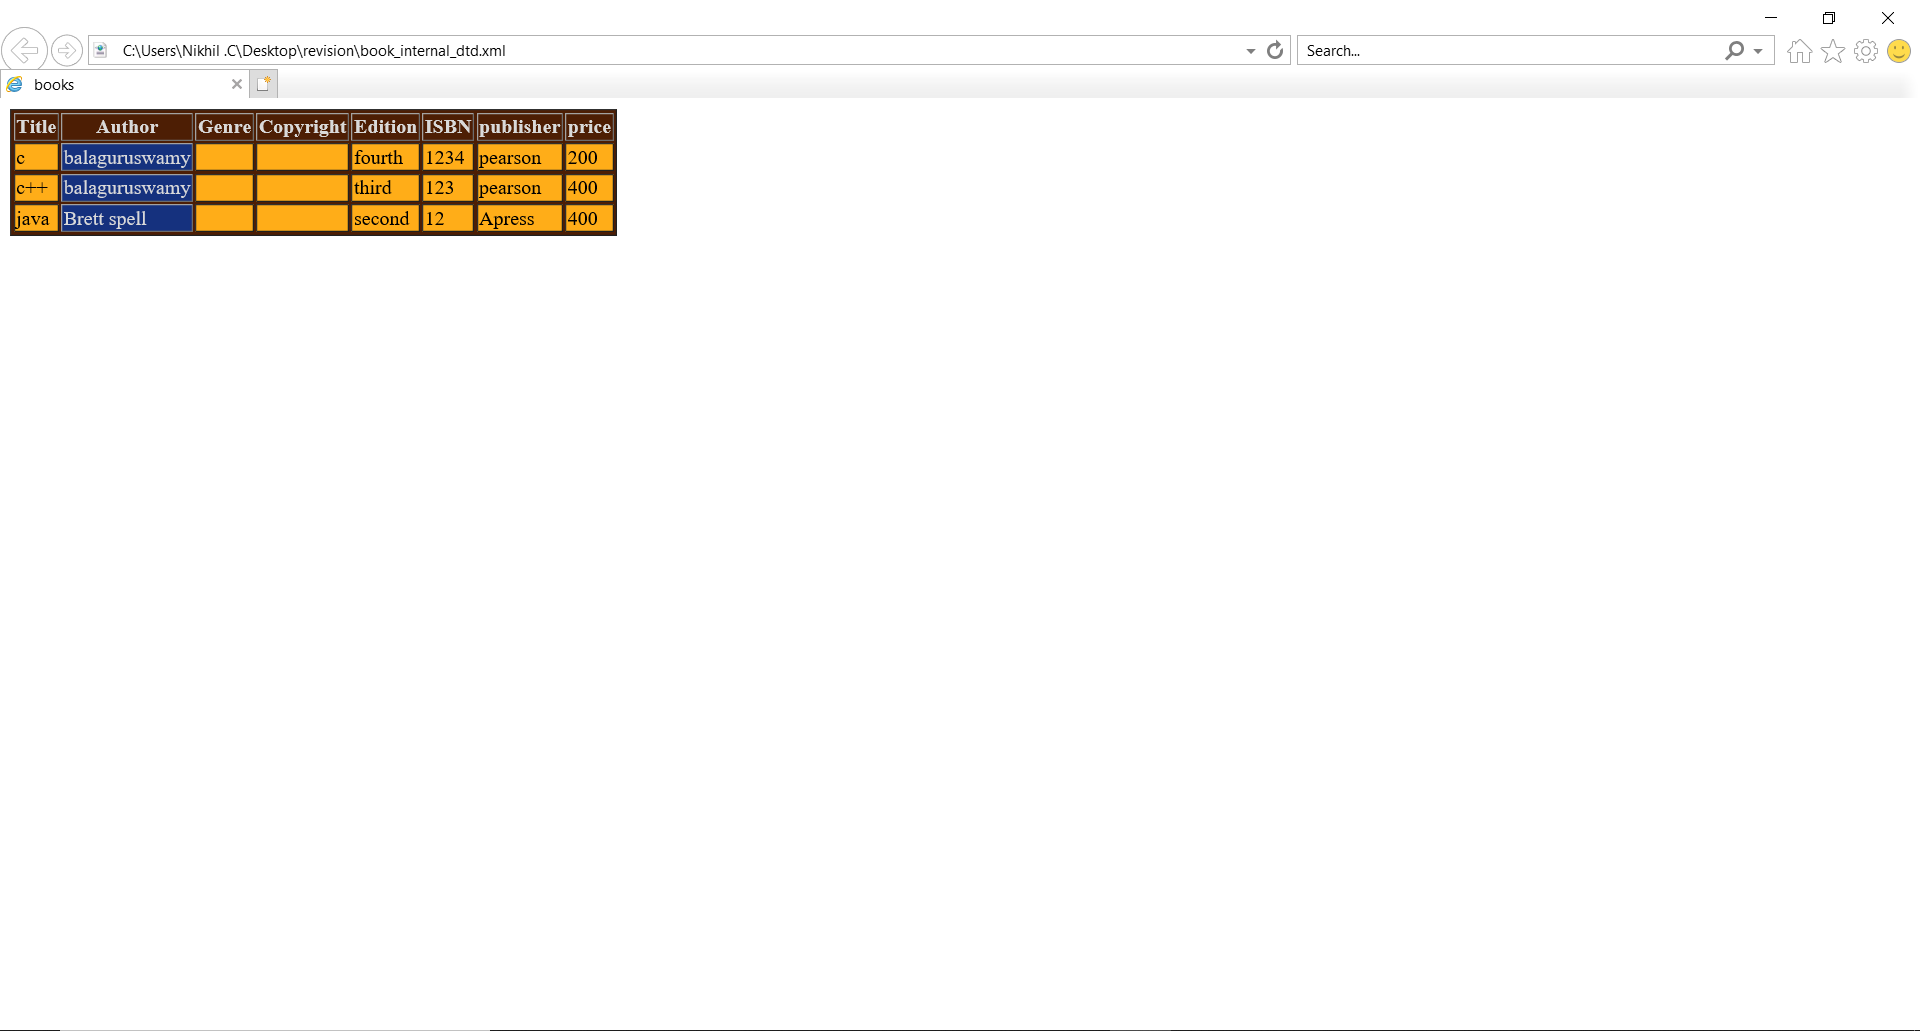 C:\Users\Nikhil .C\Desktop\revision\book_internal_dtd.xml Search...
books
Title Author Genre Copyright Edition ISBN publisher price
c balaguruswamy fourth 1234 pearson 200
c++ balaguruswamy third 123 pearson 400
java Brett spell second 12 Apress 400